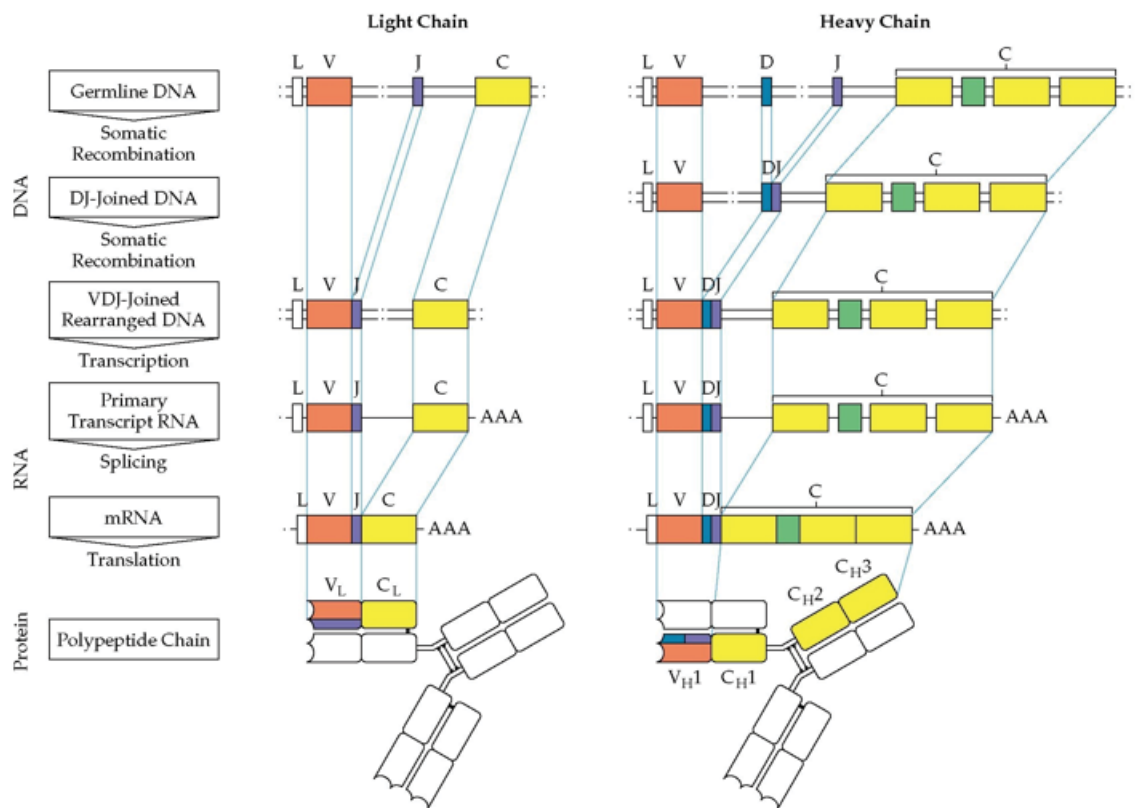 Light Chain
Heavy Chain
L V J C
L V D J C
Germline DNA
Somatic
Recombination
L V DJ C
DNA
DJ-Joined DNA
Somatic
Recombination
L V J C
L V DJ C
VDJ-Joined
Rearranged DNA
Transcription
L V J C
L V DJ C
Primary
Transcript RNA
AAA
AAA
RNA
Splicing
L V J C
L V DJ C
mRNA
AAA
AAA
Translation
VL CL
CH2 CH3
Protein
Polypeptide Chain
VH1 CH1